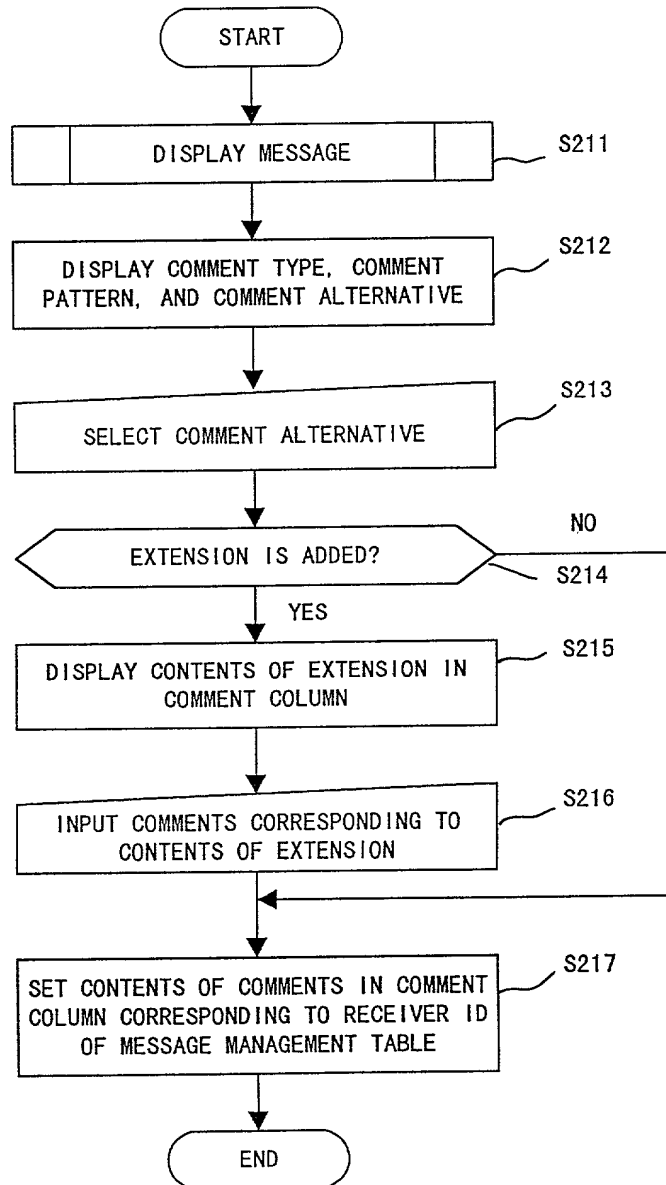 START
DISPLAY MESSAGE
S211
DISPLAY COMMENT TYPE, COMMENT
PATTERN, AND COMMENT ALTERNATIVE
S212
SELECT COMMENT ALTERNATIVE
S213
EXTENSION IS ADDED?
NO
S214
YES
DISPLAY CONTENTS OF EXTENSION IN
COMMENT COLUMN
S215
INPUT COMMENTS CORRESPONDING TO
CONTENTS OF EXTENSION
S216
SET CONTENTS OF COMMENTS IN COMMENT
COLUMN CORRESPONDING TO RECEIVER ID
OF MESSAGE MANAGEMENT TABLE
S217
END